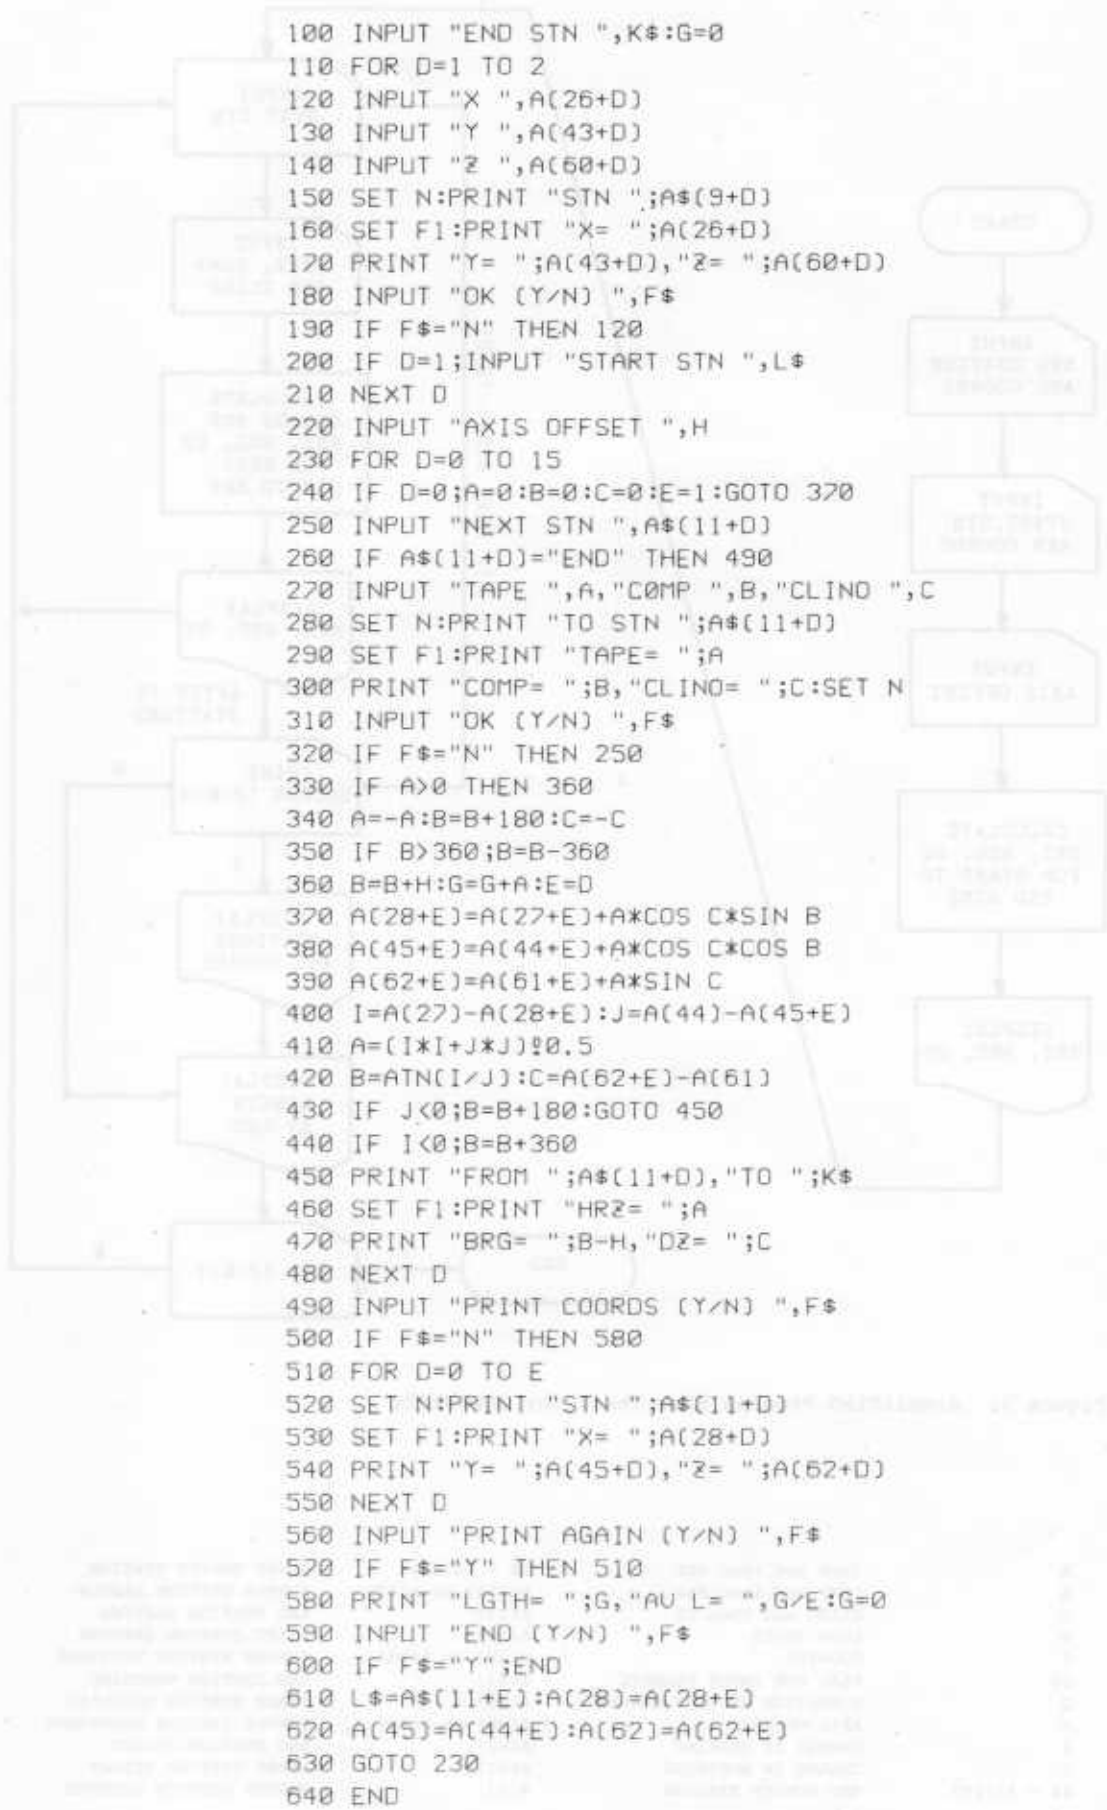 100 INPUT "END STN ",K$:G=0
110 FOR D=1 TO 2
120 INPUT "X ",A(26+D)
130 INPUT "Y ",A(43+D)
140 INPUT "Z ",A(60+D)
150 SET N:PRINT "STN ";A$(9+D)
160 SET F1:PRINT "X= ";A(26+D)
170 PRINT "Y= ";A(43+D),"Z= ";A(60+D)
180 INPUT "OK (Y/N) ",F$
190 IF F$="N" THEN 120
200 IF D=1;INPUT "START STN ",L$
210 NEXT D
220 INPUT "AXIS OFFSET ",H
230 FOR D=0 TO 15
240 IF D=0;A=0:B=0:C=0:E=1:GOTO 370
250 INPUT "NEXT STN ",A$(11+D)
260 IF A$(11+D)="END" THEN 490
270 INPUT "TAPE ",A,"COMP ",B,"CLINO ",C
280 SET N:PRINT "TO STN ";A$(11+D)
290 SET F1:PRINT "TAPE= ";A
300 PRINT "COMP= ";B,"CLINO= ";C:SET N
310 INPUT "OK (Y/N) ",F$
320 IF F$="N" THEN 250
330 IF A>0 THEN 360
340 A=-A:B=B+180:C=-C
350 IF B>360;B=B-360
360 B=B+H:G=G+A:E=D
370 A(28+E)=A(27+E)+A*COS C*SIN B
380 A(45+E)=A(44+E)+A*COS C*COS B
390 A(62+E)=A(61+E)+A*SIN C
400 I=A(27)-A(28+E):J=A(44)-A(45+E)
410 A=(I*I+J*J)↑0.5
420 B=ATN(I/J):C=A(62+E)-A(61)
430 IF J<0;B=B+180:GOTO 450
440 IF I<0;B=B+360
450 PRINT "FROM ";A$(11+D),"TO ";K$
460 SET F1:PRINT "HRZ= ";A
470 PRINT "BRG= ";B-H,"DZ= ";C
480 NEXT D
490 INPUT "PRINT COORDS (Y/N) ",F$
500 IF F$="N" THEN 580
510 FOR D=0 TO E
520 SET N:PRINT "STN ";A$(11+D)
530 SET F1:PRINT "X= ";A(28+D)
540 PRINT "Y= ";A(45+D),"Z= ";A(62+D)
550 NEXT D
560 INPUT "PRINT AGAIN (Y/N) ",F$
570 IF F$="Y" THEN 510
580 PRINT "LGTH= ";G,"AV L= ",G/E:G=0
590 INPUT "END (Y/N) ",F$
600 IF F$="Y";END
610 L$=A$(11+E):A(28)=A(28+E)
620 A(45)=A(44+E):A(62)=A(62+E)
630 GOTO 230
640 END